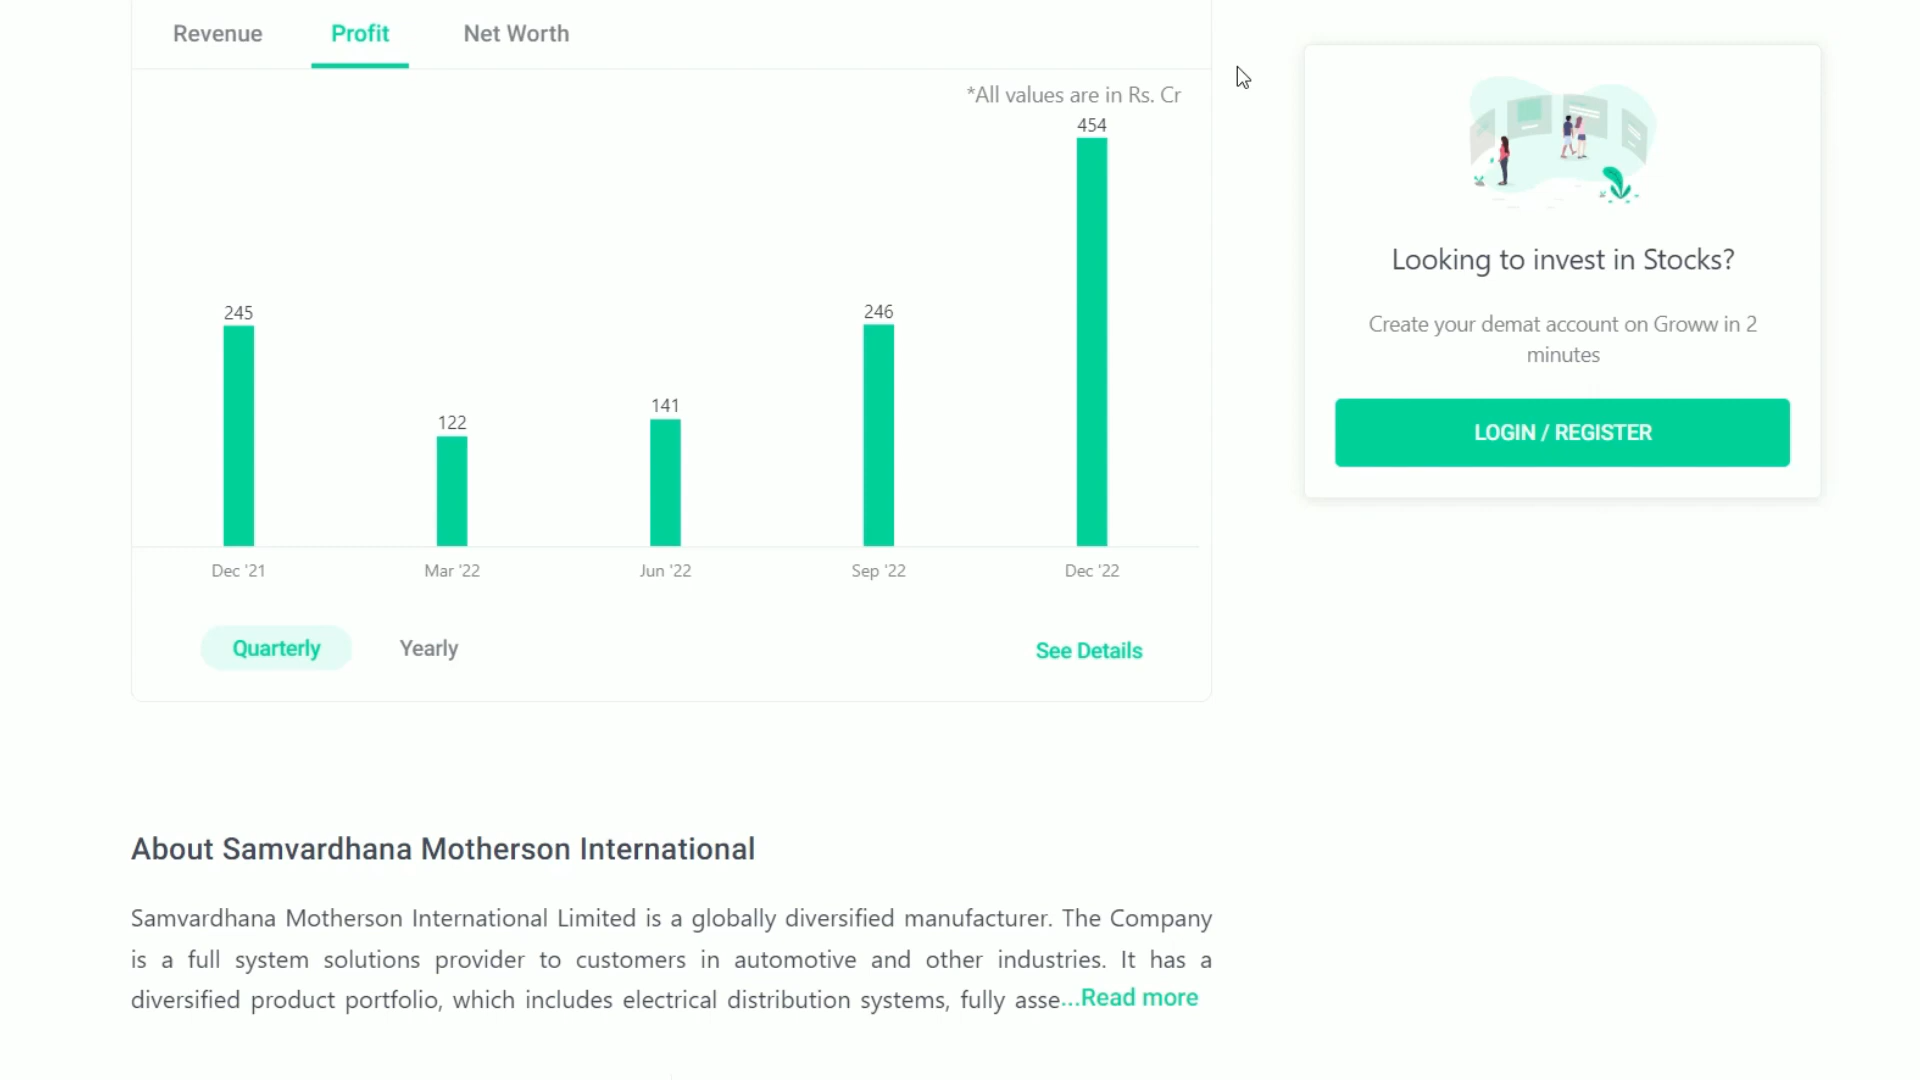 Revenue Profit Net Worth
*All values are in Rs. Cr
454
245
246
122
141
Dec '21 Mar '22 Jun '22 Sep '22 Dec '22
Quarterly Yearly See Details
Looking to invest in Stocks?
Create your demat account on Groww in 2
minutes
LOGIN / REGISTER
About Samvardhana Motherson International
Samvardhana Motherson International Limited is a globally diversified manufacturer. The Company
is a full system solutions provider to customers in automotive and other industries. It has a
diversified product portfolio, which includes electrical distribution systems, fully asse...Read more